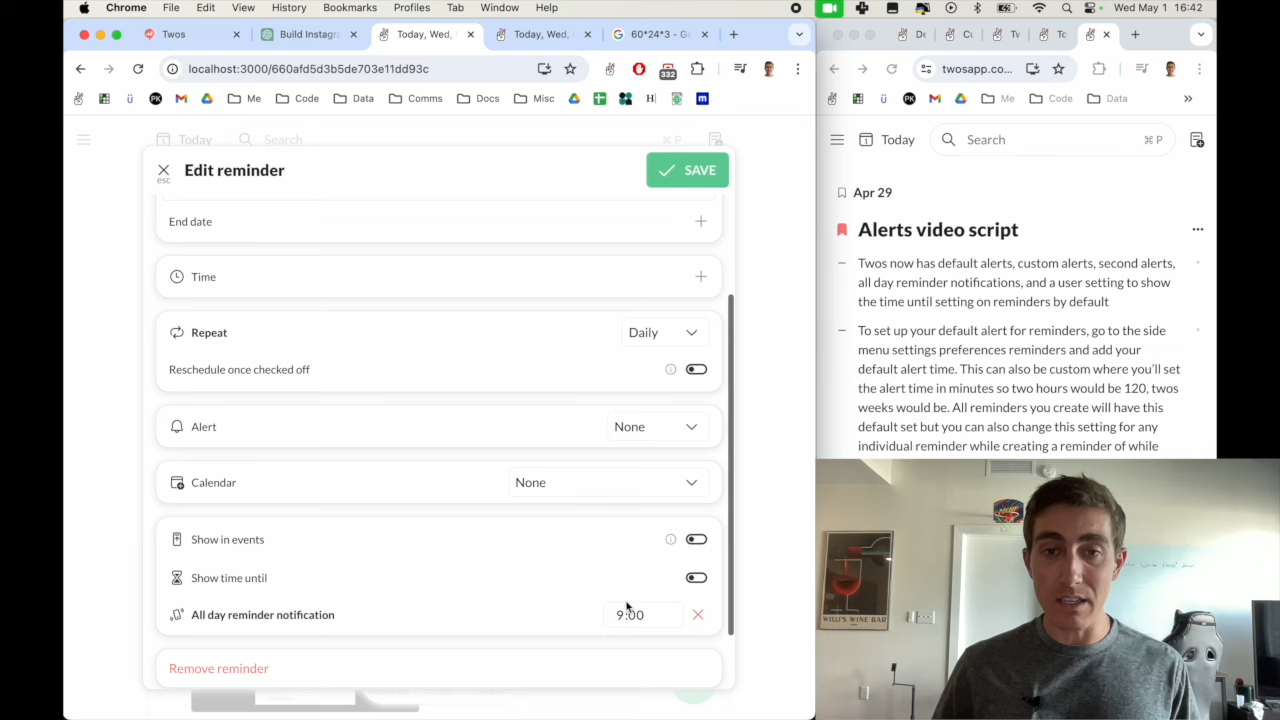 Chrome File Edit View History Bookmarks Profiles Tab Window Help Wed May 1 16:42
Twos
Build Instagr
Today, Wed,
Today, Wed,
60*24*3 - G
localhost:3000/660afd5d3b5de703e11dd93c
332
Me Code Data Comms Docs Misc
twosapp.co...
Me Code Data
Today Search ⌘ P
Edit reminder
esc
SAVE
End date
Time
Repeat Daily
Reschedule once checked off
Alert None
Calendar None
Show in events
Show time until
All day reminder notification 9:00
Remove reminder
Today Search ⌘ P
Apr 29
Alerts video script
Twos now has default alerts, custom alerts, second alerts,
all day reminder notifications, and a user setting to show
the time until setting on reminders by default
To set up your default alert for reminders, go to the side
menu settings preferences reminders and add your
default alert time. This can also be custom where you'll set
the alert time in minutes so two hours would be 120, twos
weeks would be. All reminders you create will have this
default set but you can also change this setting for any
individual reminder while creating a reminder of while
WILLI'S WINE BAR